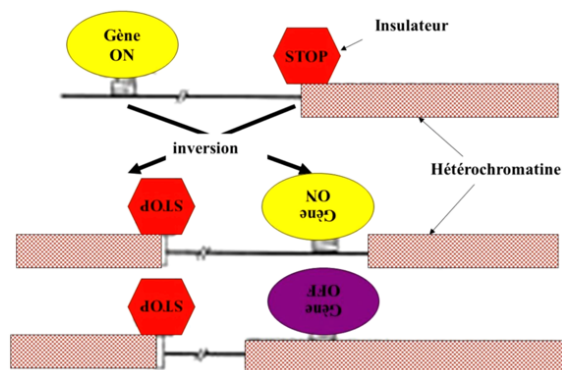 Gène
ON
Insulateur
STOP
inversion
Hétérochromatine
STOP
Gène
ON
STOP
Gène
OFF